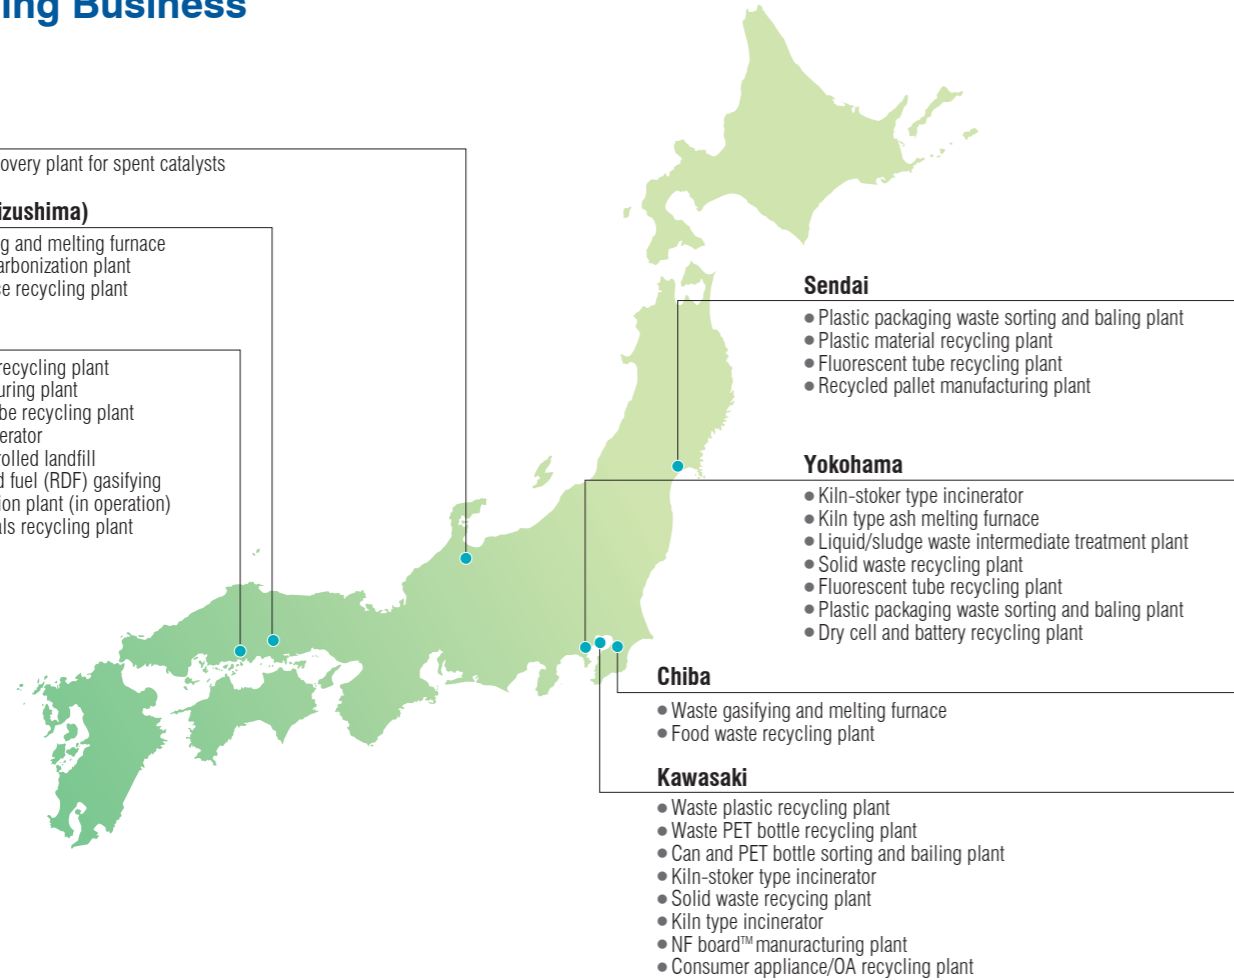 ing Business
overy plant for spent catalysts
izushima)
g and melting furnace
arbonization plant
ce recycling plant
recycling plant
uring plant
be recycling plant
erator
rolled landfill
d fuel (RDF) gasifying
ion plant (in operation)
als recycling plant
Sendai
● Plastic packaging waste sorting and baling plant
● Plastic material recycling plant
● Fluorescent tube recycling plant
● Recycled pallet manufacturing plant
Yokohama
● Kiln-stoker type incinerator
● Kiln type ash melting furnace
● Liquid/sludge waste intermediate treatment plant
● Solid waste recycling plant
● Fluorescent tube recycling plant
● Plastic packaging waste sorting and baling plant
● Dry cell and battery recycling plant
Chiba
● Waste gasifying and melting furnace
● Food waste recycling plant
Kawasaki
● Waste plastic recycling plant
● Waste PET bottle recycling plant
● Can and PET bottle sorting and bailing plant
● Kiln-stoker type incinerator
● Solid waste recycing plant
● Kiln type incinerator
● NF board™ manuracturing plant
● Consumer appliance/OA recycling plant